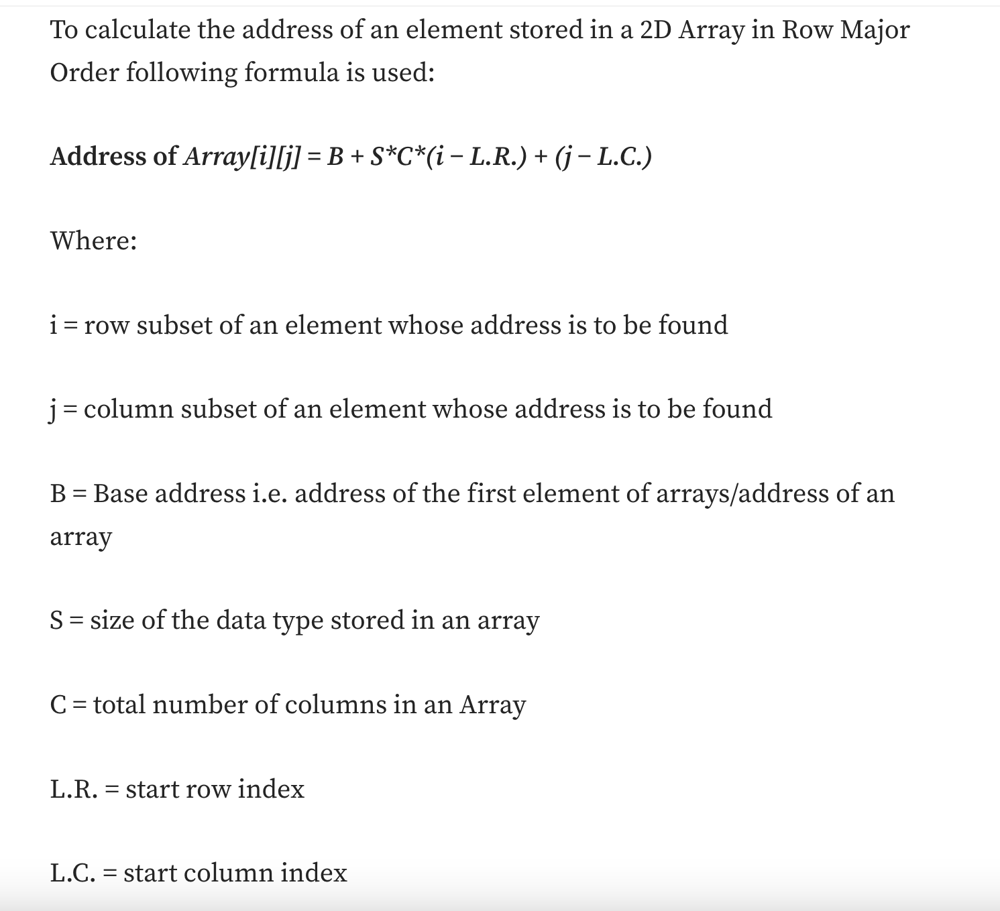 To calculate the address of an element stored in a 2D Array in Row Major
Order following formula is used:
Address of Array[i][j] = B + S*C*(i – L.R.) + (j – L.C.)
Where:
i = row subset of an element whose address is to be found
j = column subset of an element whose address is to be found
B = Base address i.e. address of the first element of arrays/address of an
array
S = size of the data type stored in an array
C = total number of columns in an Array
L.R. = start row index
L.C. = start column index